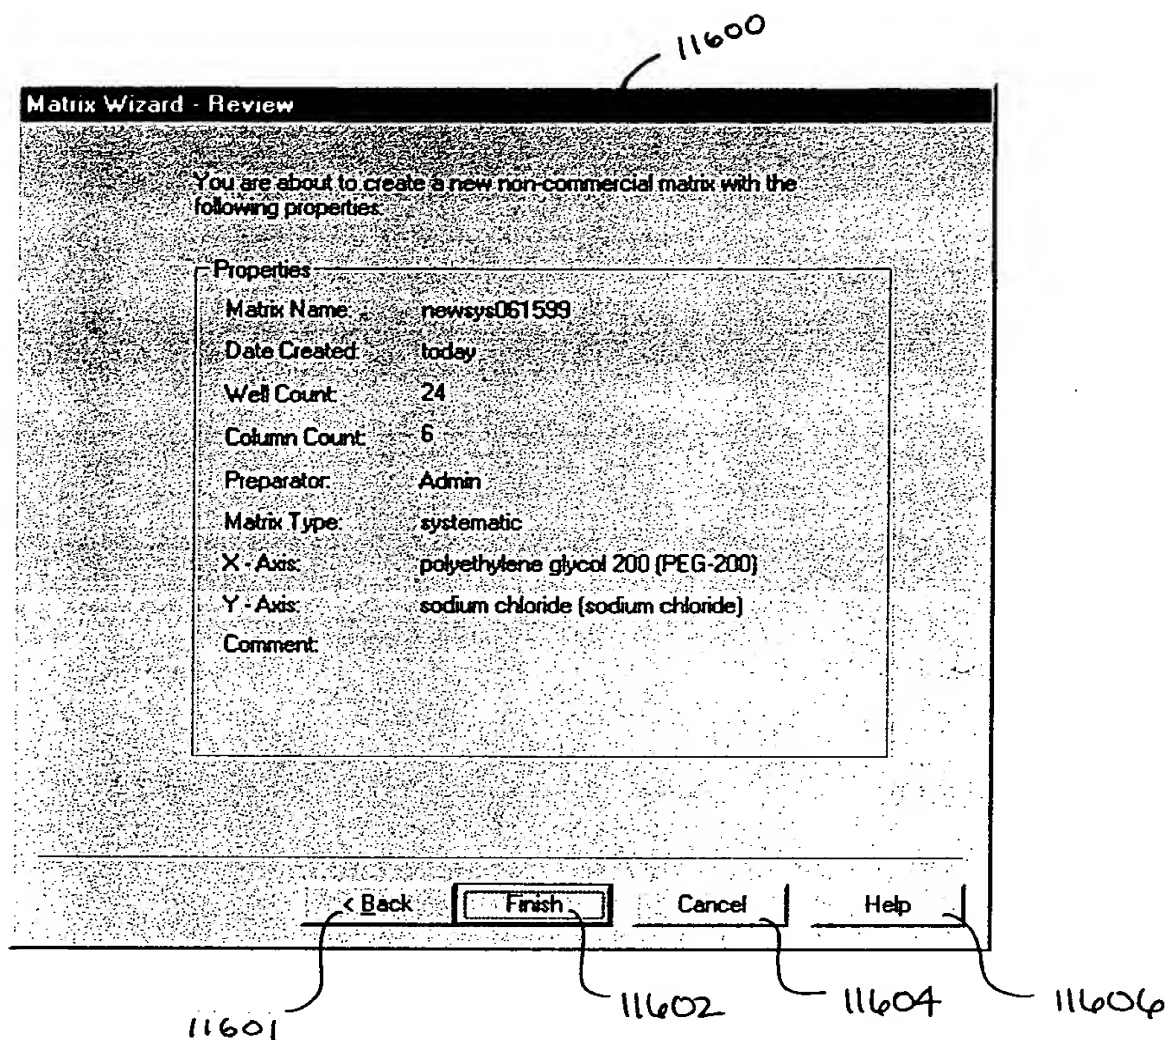 11600
Matrix Wizard - Review
You are about to create a new non-commercial matrix with the
following properties:
Properties
Matrix Name: newsys061599
Date Created: today
Well Count: 24
Column Count: 6
Preparator: Admin
Matrix Type: systematic
X - Axis: polyethylene glycol 200 (PEG-200)
Y - Axis: sodium chloride (sodium chloride)
Comment:
< Back Finish Cancel Help
11601 11602 11604 11606